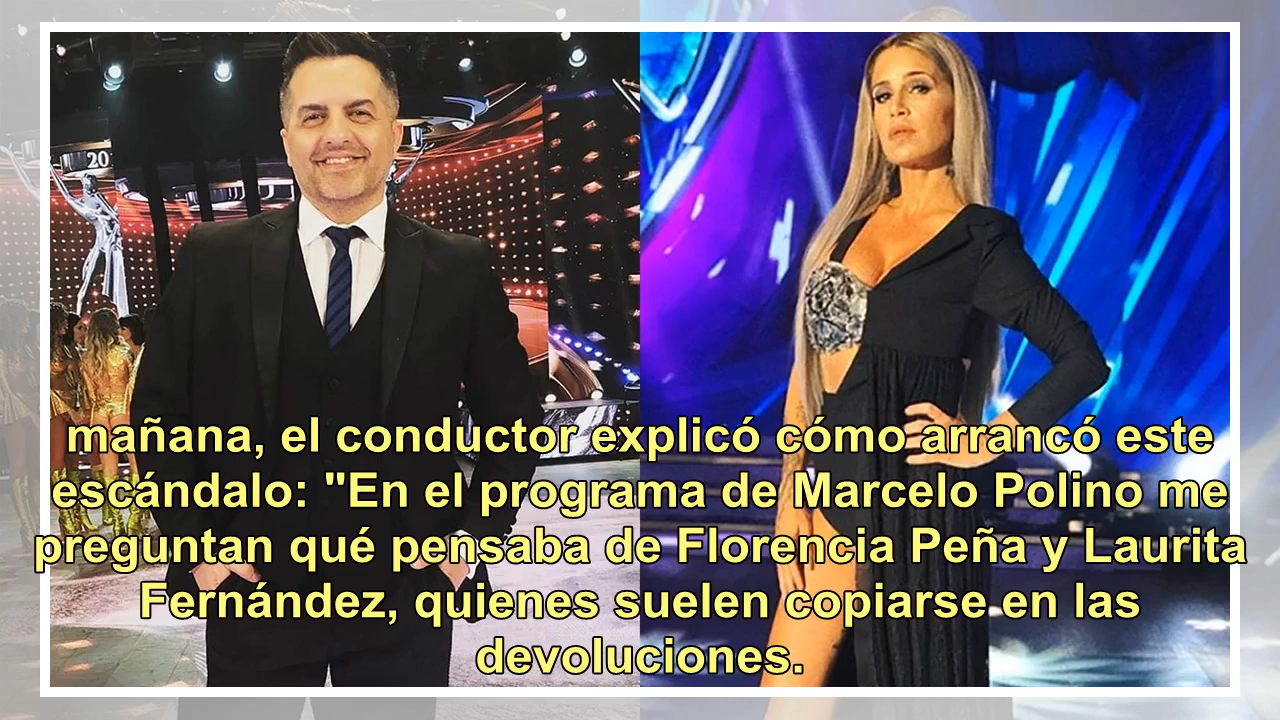 20
mañana, el conductor explicó cómo arrancó este
escándalo: "En el programa de Marcelo Polino me
preguntan qué pensaba de Florencia Peña y Laurita
Fernández, quienes suelen copiarse en las
devoluciones.